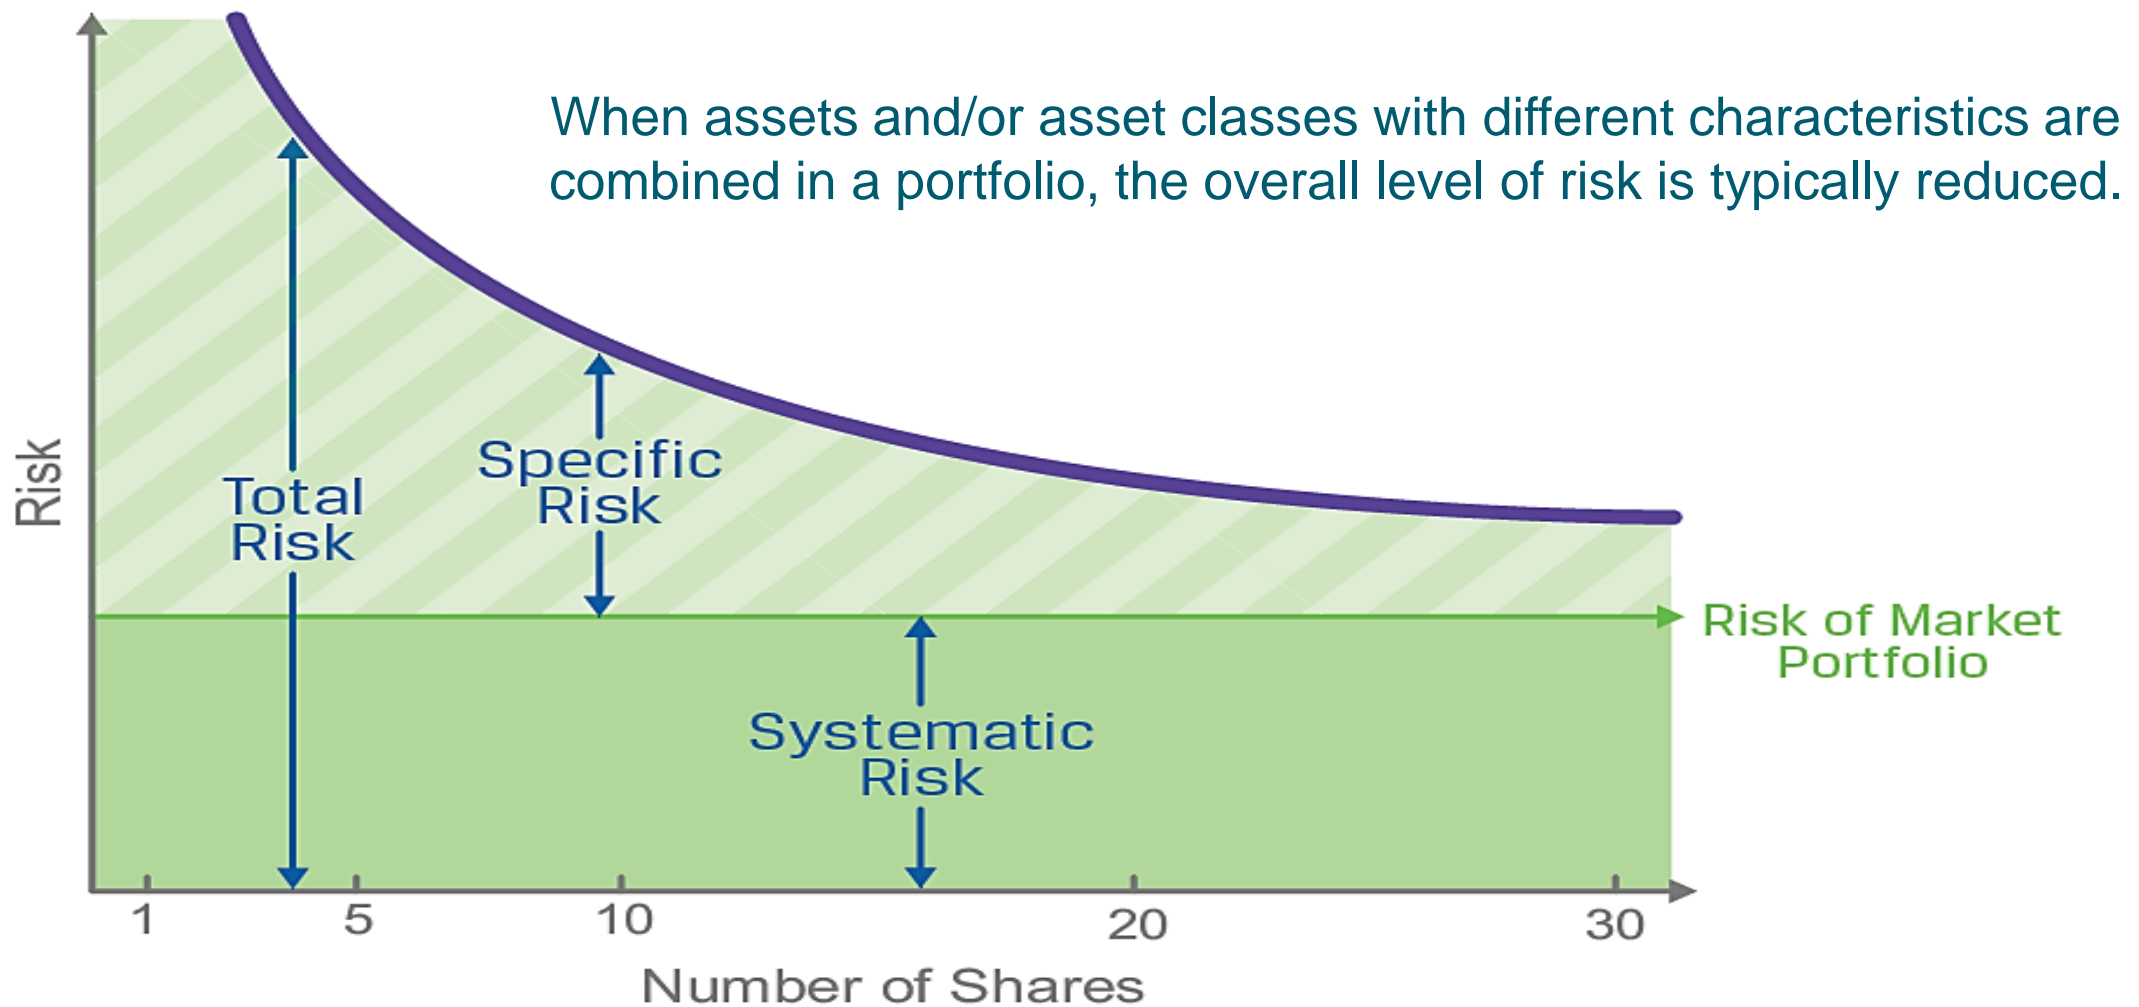 When assets and/or asset classes with different characteristics are
combined in a portfolio, the overall level of risk is typically reduced.
Risk
Total
Risk
Specific
Risk
Systematic
Risk
Risk of Market
Portfolio
1
5
10
20
30
Number of Shares